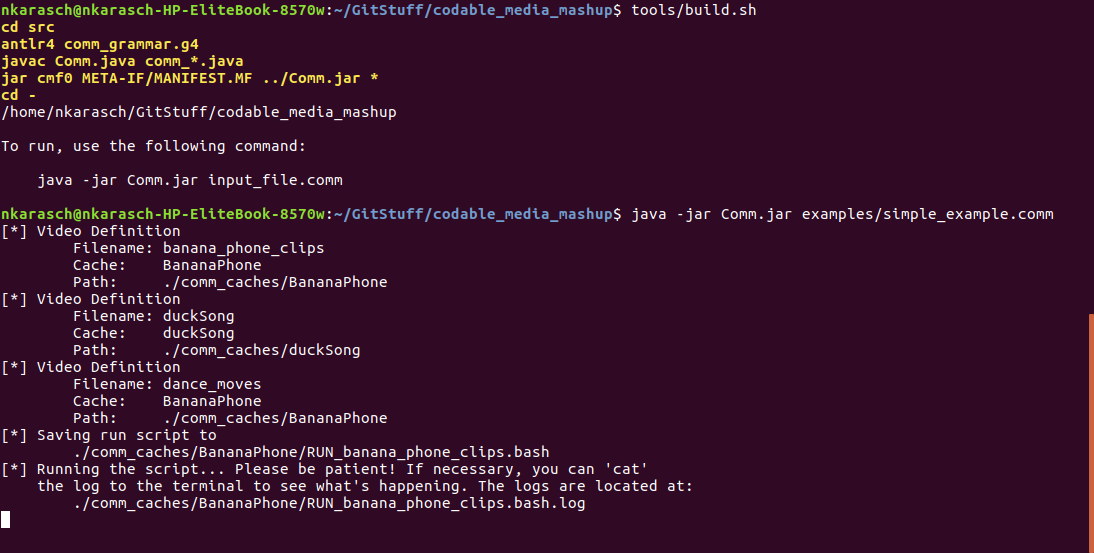 nkarasch@nkarasch-HP-EliteBook-8570w:~/GitStuff/codable_media_mashup$ tools/build.sh
cd src
antlr4 comm_grammar.g4
javac Comm.java comm_*.java
jar cmf0 META-IF/MANIFEST.MF ../Comm.jar *
cd -
/home/nkarasch/GitStuff/codable_media_mashup

To run, use the following command:

    java -jar Comm.jar input_file.comm

nkarasch@nkarasch-HP-EliteBook-8570w:~/GitStuff/codable_media_mashup$ java -jar Comm.jar examples/simple_example.comm
[*] Video Definition
        Filename: banana_phone_clips
        Cache:    BananaPhone
        Path:     ./comm_caches/BananaPhone
[*] Video Definition
        Filename: duckSong
        Cache:    duckSong
        Path:     ./comm_caches/duckSong
[*] Video Definition
        Filename: dance_moves
        Cache:    BananaPhone
        Path:     ./comm_caches/BananaPhone
[*] Saving run script to
        ./comm_caches/BananaPhone/RUN_banana_phone_clips.bash
[*] Running the script... Please be patient! If necessary, you can 'cat'
    the log to the terminal to see what's happening. The logs are located at:
        ./comm_caches/BananaPhone/RUN_banana_phone_clips.bash.log